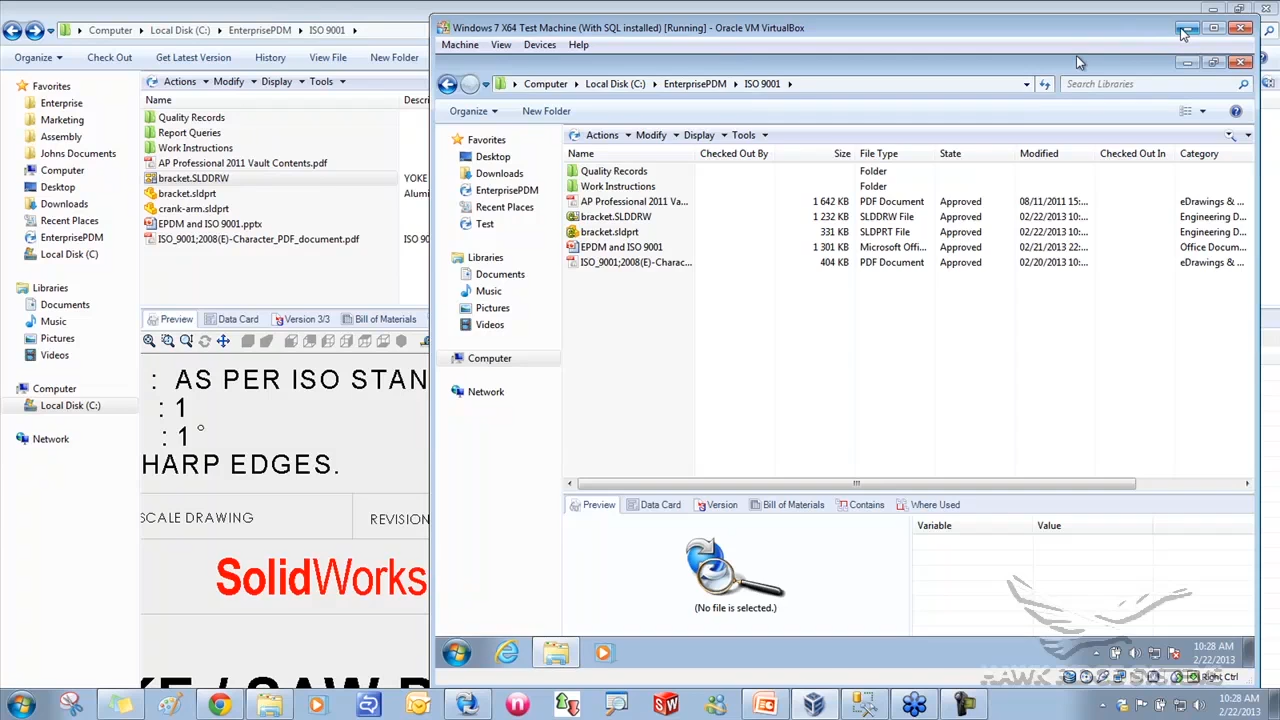 Computer
Local Disk (C:)
EnterprisePDM
ISO 9001
Organize
Check Out
Get Latest Version
History
View File
New Folder
Favorites
Enterprise
Marketing
Assembly
Johns Documents
Computer
Desktop
Downloads
Recent Places
EnterprisePDM
Local Disk (C)
Libraries
Documents
Music
Pictures
Videos
Computer
Local Disk (C:)
Network
Actions
Modify
Display
Tools
Name
Descri
Quality Records
Report Queries
Work Instructions
AP Professional 2011 Vault Contents.pdf
bracket.SLDDRW
YOKE
bracket.sldprt
Alumi
crank-arm.sldprt
EPDM and ISO 9001.pptx
ISO_9001;2008(E)-Character_PDF_document.pdf
ISO 90
Preview
Data Card
Version 3/3
Bill of Materials
: AS PER ISO STAN
: 1
: 1°
HARP EDGES.
SCALE DRAWING
REVISION
SolidWorks
Windows 7 X64 Test Machine (With SQL installed) [Running] - Oracle VM VirtualBox
Machine
View
Devices
Help
Computer
Local Disk (C:)
EnterprisePDM
ISO 9001
Search Libraries
Organize
New Folder
Favorites
Desktop
Downloads
EnterprisePDM
Recent Places
Test
Libraries
Documents
Music
Pictures
Videos
Computer
Network
Actions
Modify
Display
Tools
Name
Checked Out By
Size
File Type
State
Modified
Checked Out In
Category
Quality Records
Folder
Work Instructions
Folder
AP Professional 2011 Va... 1 642 KB PDF Document Approved 08/11/2011 15:... eDrawings & ...
bracket.SLDDRW 1 232 KB SLDDRW File Approved 02/22/2013 10:... Engineering D...
bracket.sldprt 331 KB SLDPRT File Approved 02/22/2013 10:... Engineering D...
EPDM and ISO 9001 1 301 KB Microsoft Offi... Approved 02/21/2013 22:... Office Docum...
ISO_9001;2008(E)-Charac... 404 KB PDF Document Approved 02/20/2013 10:... eDrawings & ...
Preview
Data Card
Version
Bill of Materials
Contains
Where Used
Variable
Value
(No file is selected.)
10:28 AM
2/22/2013
Right Ctrl
10:28 AM
2/22/2013